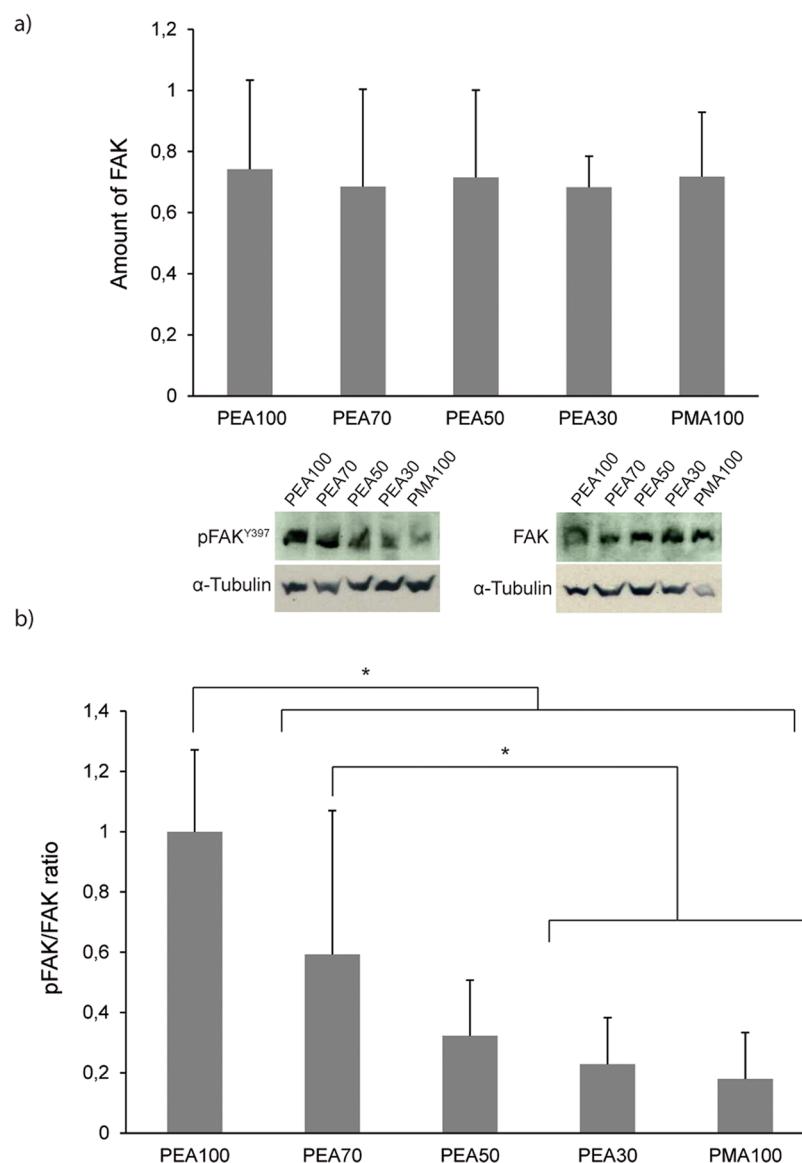 a)
1,2
1
0,8
0,6
0,4
0,2
0
Amount of FAK
PEA100 PEA70 PEA50 PEA30 PMA100
PEA100 PEA70 PEA50 PEA30 PMA100
pFAKY397
α-Tubulin
PEA100 PEA70 PEA50 PEA30 PMA100
FAK
α-Tubulin
b)
*
*
1,4
1,2
1
0,8
0,6
0,4
0,2
0
pFAK/FAK ratio
PEA100 PEA70 PEA50 PEA30 PMA100